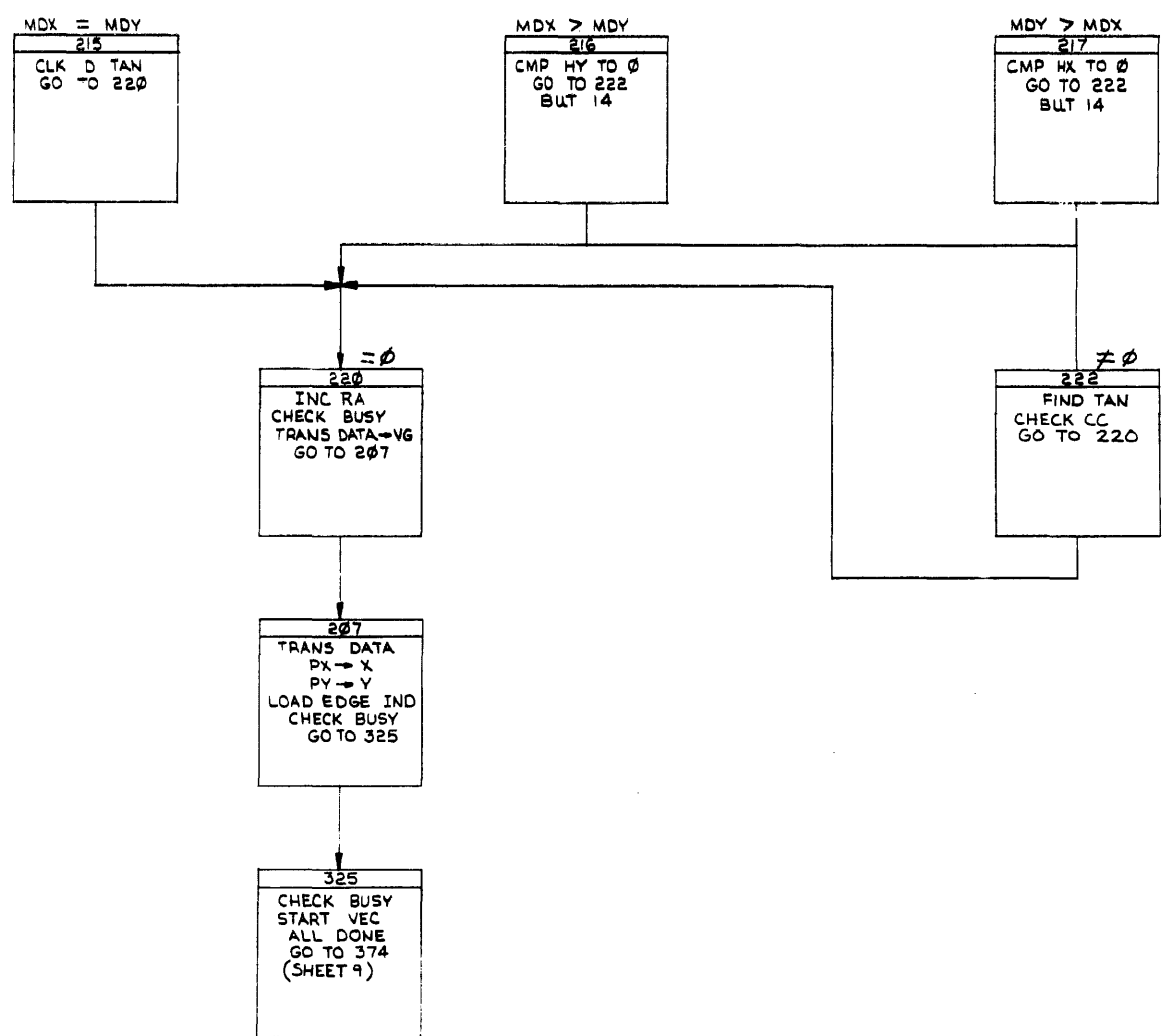 MDX = MDY
215
CLK D TAN
GO TO 22Ø
MDX > MDY
216
CMP HY TO Ø
GO TO 222
BUT 14
MDY > MDX
217
CMP HX TO Ø
GO TO 222
BUT 14
=Ø
22Ø
INC RA
CHECK BUSY
TRANS DATA→VG
GO TO 2Ø7
≠Ø
222
FIND TAN
CHECK CC
GO TO 220
2Ø7
TRANS DATA
PX→X
PY→Y
LOAD EDGE IND
CHECK BUSY
GO TO 325
325
CHECK BUSY
START VEC
ALL DONE
GO TO 374
(SHEET 9)